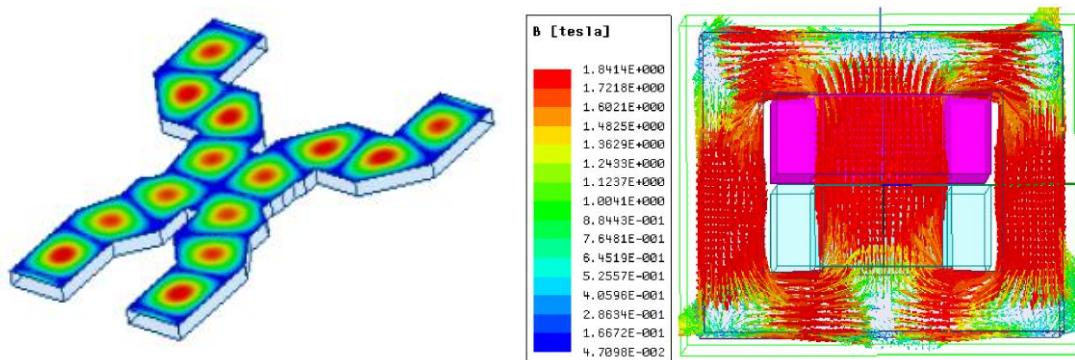 B [tesla]
1.8414E+000
1.7218E+000
1.6021E+000
1.4825E+000
1.3629E+000
1.2433E+000
1.1237E+000
1.0041E+000
8.8443E-001
7.6481E-001
6.4519E-001
5.2557E-001
4.0596E-001
2.8634E-001
1.6672E-001
4.7098E-002